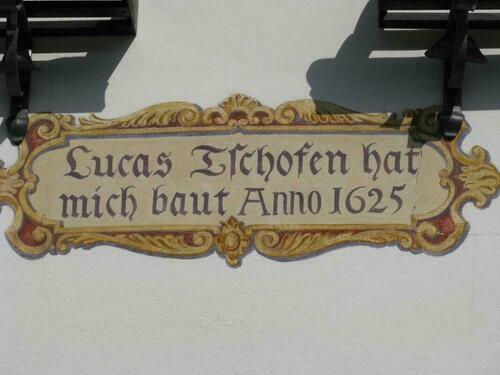 Lucas Tschofen hat
mich baut Anno 1625